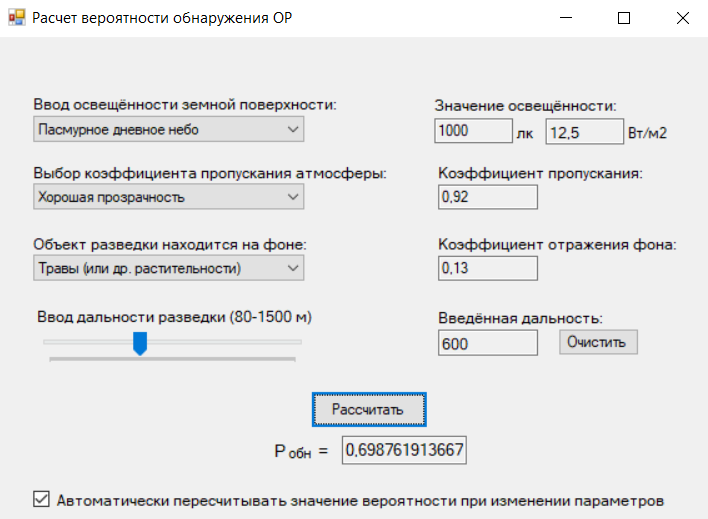 Расчет вероятности обнаружения ОР
Ввод освещённости земной поверхности:
Значение освещённости:
Пасмурное дневное небо
1000 лк 12,5 Вт/м2
Выбор коэффициента пропускания атмосферы:
Коэффициент пропускания:
Хорошая прозрачность
0,92
Объект разведки находится на фоне:
Коэффициент отражения фона:
Травы (или др. растительности)
0,13
Ввод дальности разведки (80-1500 м)
Введённая дальность:
600 Очистить
Рассчитать
Р обн = 0,698761913667
Автоматически пересчитывать значение вероятности при изменении параметров